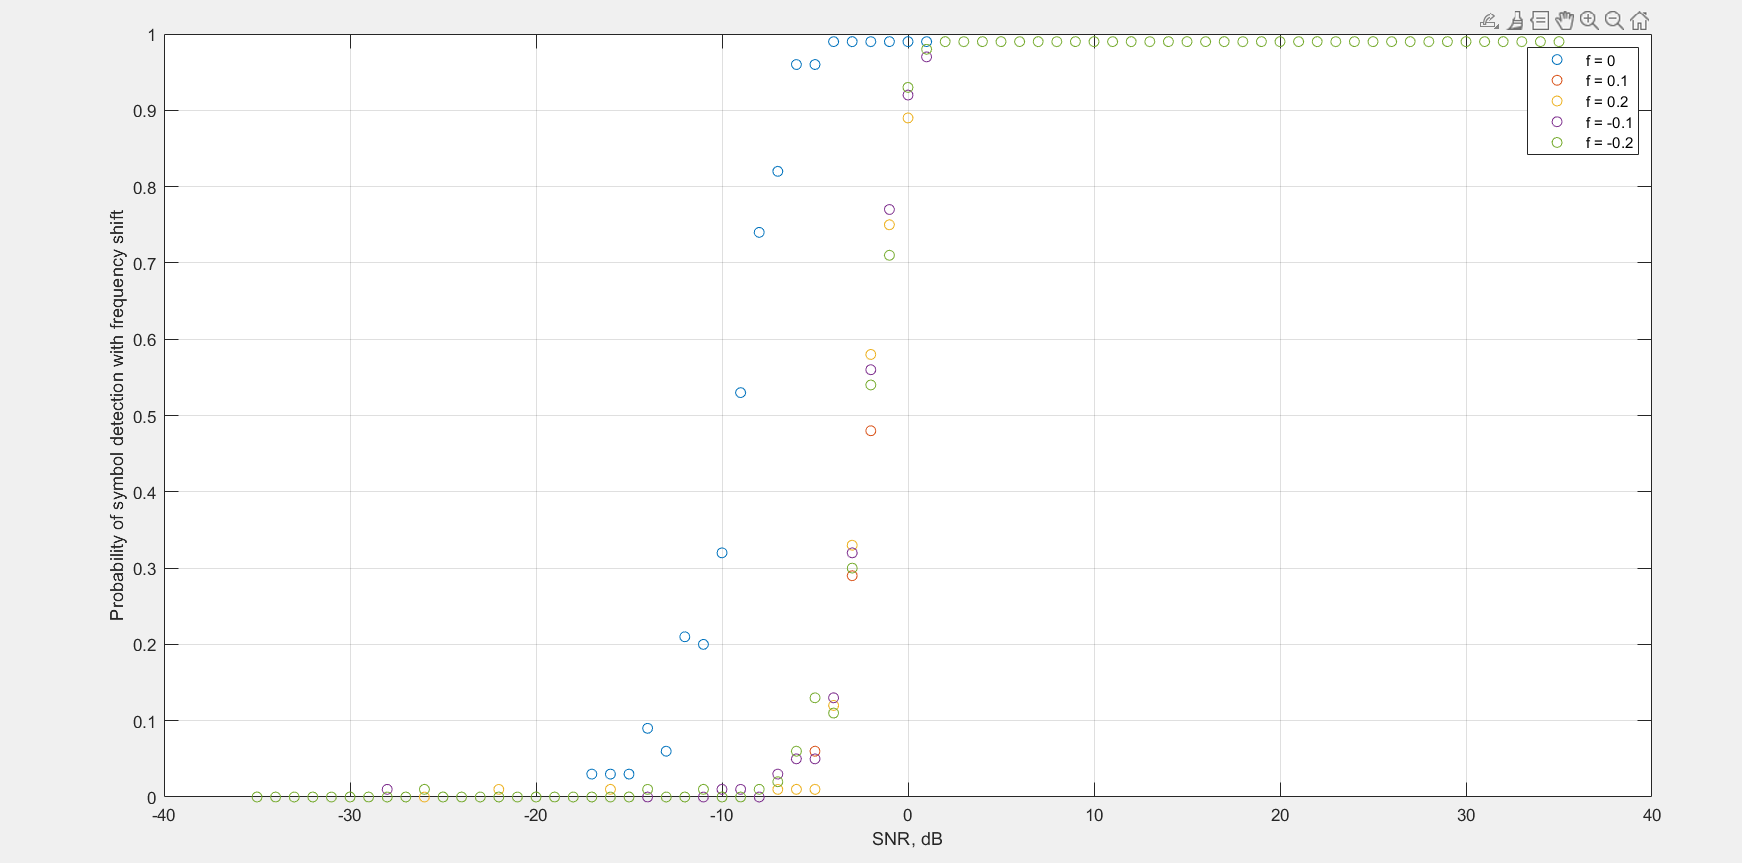 1
0.9
0.8
0.7
0.6
0.5
0.4
0.3
0.2
0.1
0
-40
-30
-20
-10
0
10
20
30
40
SNR, dB
Probability of symbol detection with frequency shift
f = 0
f = 0.1
f = 0.2
f = -0.1
f = -0.2